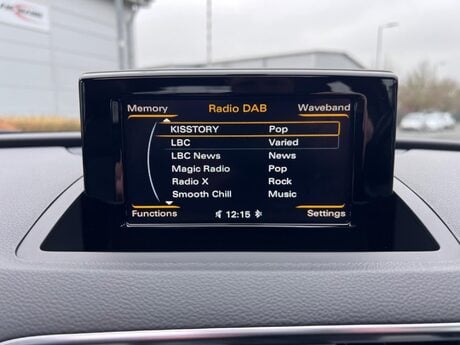 Memory Radio DAB Waveband
KISSTORY Pop
LBC Varied
LBC News News
Magic Radio Pop
Radio X Rock
Smooth Chill Music
Functions 12:15 Settings